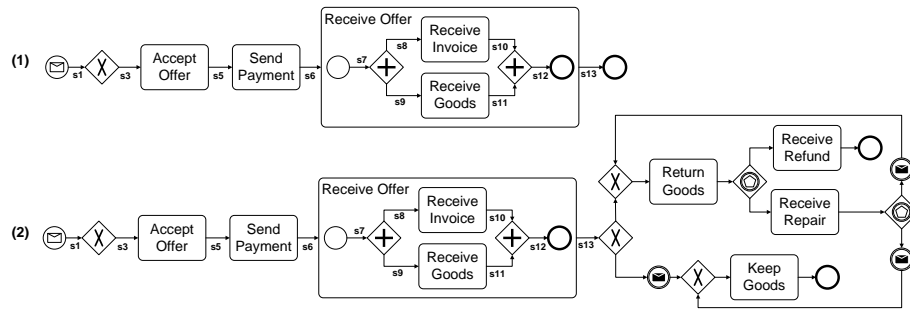 Receive Offer
(1)
s1
X
s3
Accept
Offer
s5
Send
Payment
s6
s7
s8
Receive
Invoice
s10
s9
Receive
Goods
s11
s12
s13
(2)
s1
X
s3
Accept
Offer
s5
Send
Payment
s6
Receive Offer
s7
s8
Receive
Invoice
s10
s9
Receive
Goods
s11
s12
s13
X
X
Return
Goods
Receive
Refund
Receive
Repair
X
Keep
Goods